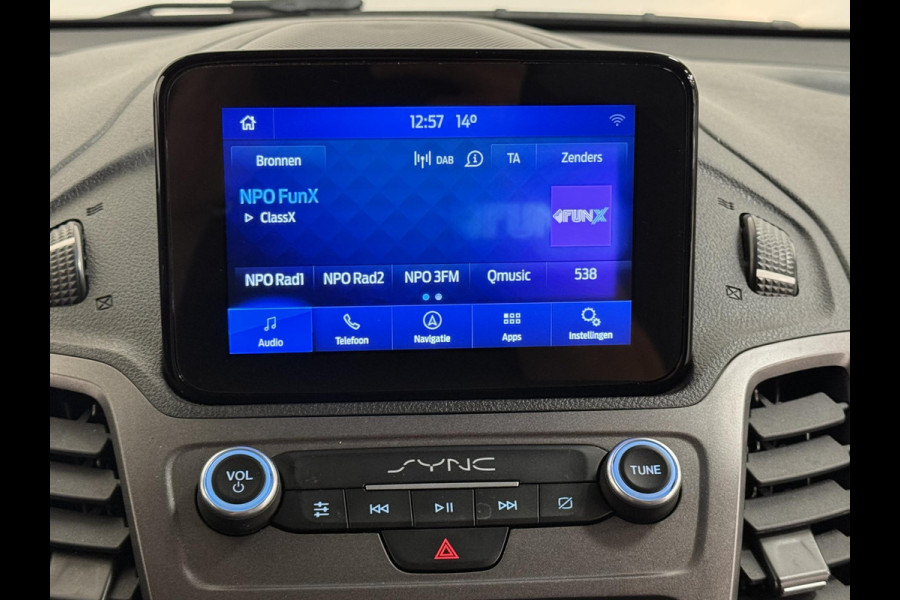 12:57 14º
Bronnen DAB TA Zenders
NPO FunX
ClassX
FUNX
NPO Rad1 NPO Rad2 NPO 3FM Qmusic 538
Audio Telefoon Navigatie Apps Instellingen
VOL SYNC TUNE